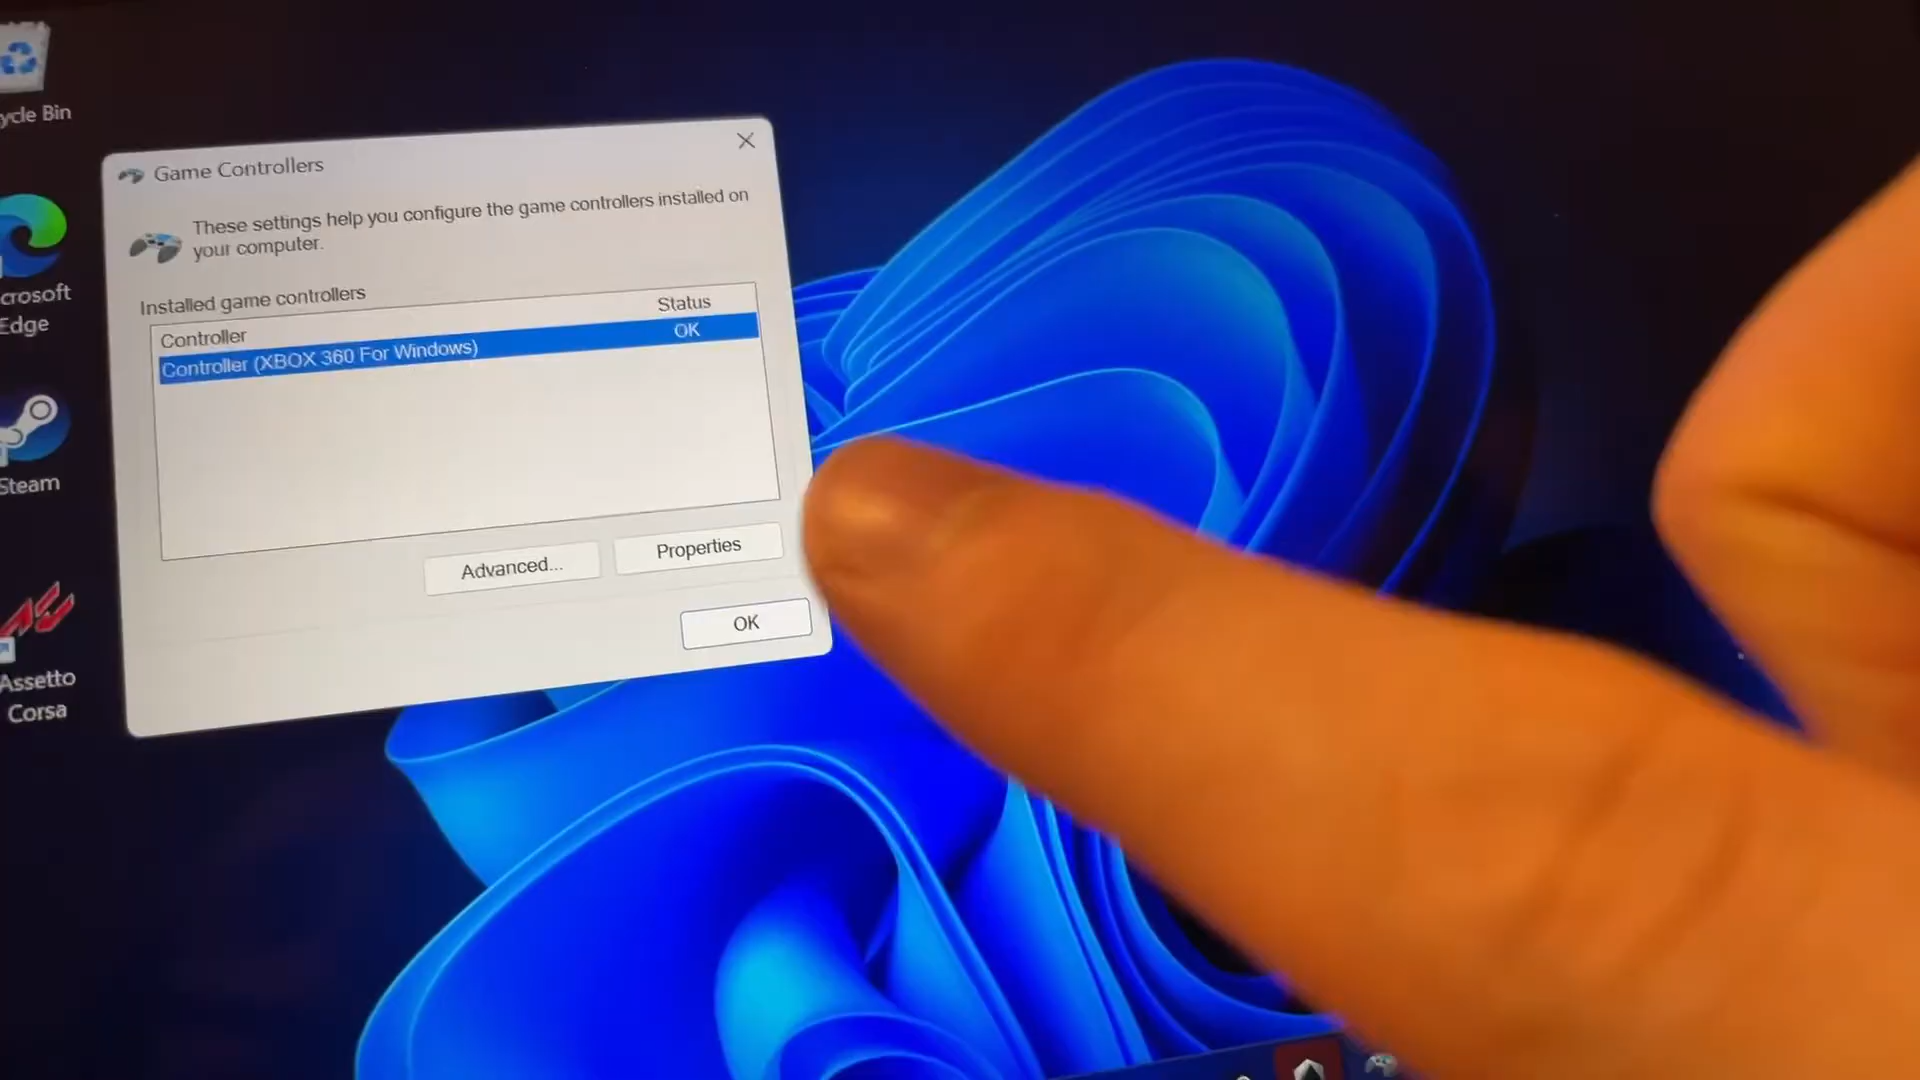 ycle Bin
Game Controllers
These settings help you configure the game controllers installed on
your computer.
Installed game controllers
Controller
Status
Controller (XBOX 360 For Windows)
OK
Advanced...
Properties
OK
crosoft
Edge
Steam
Assetto
Corsa